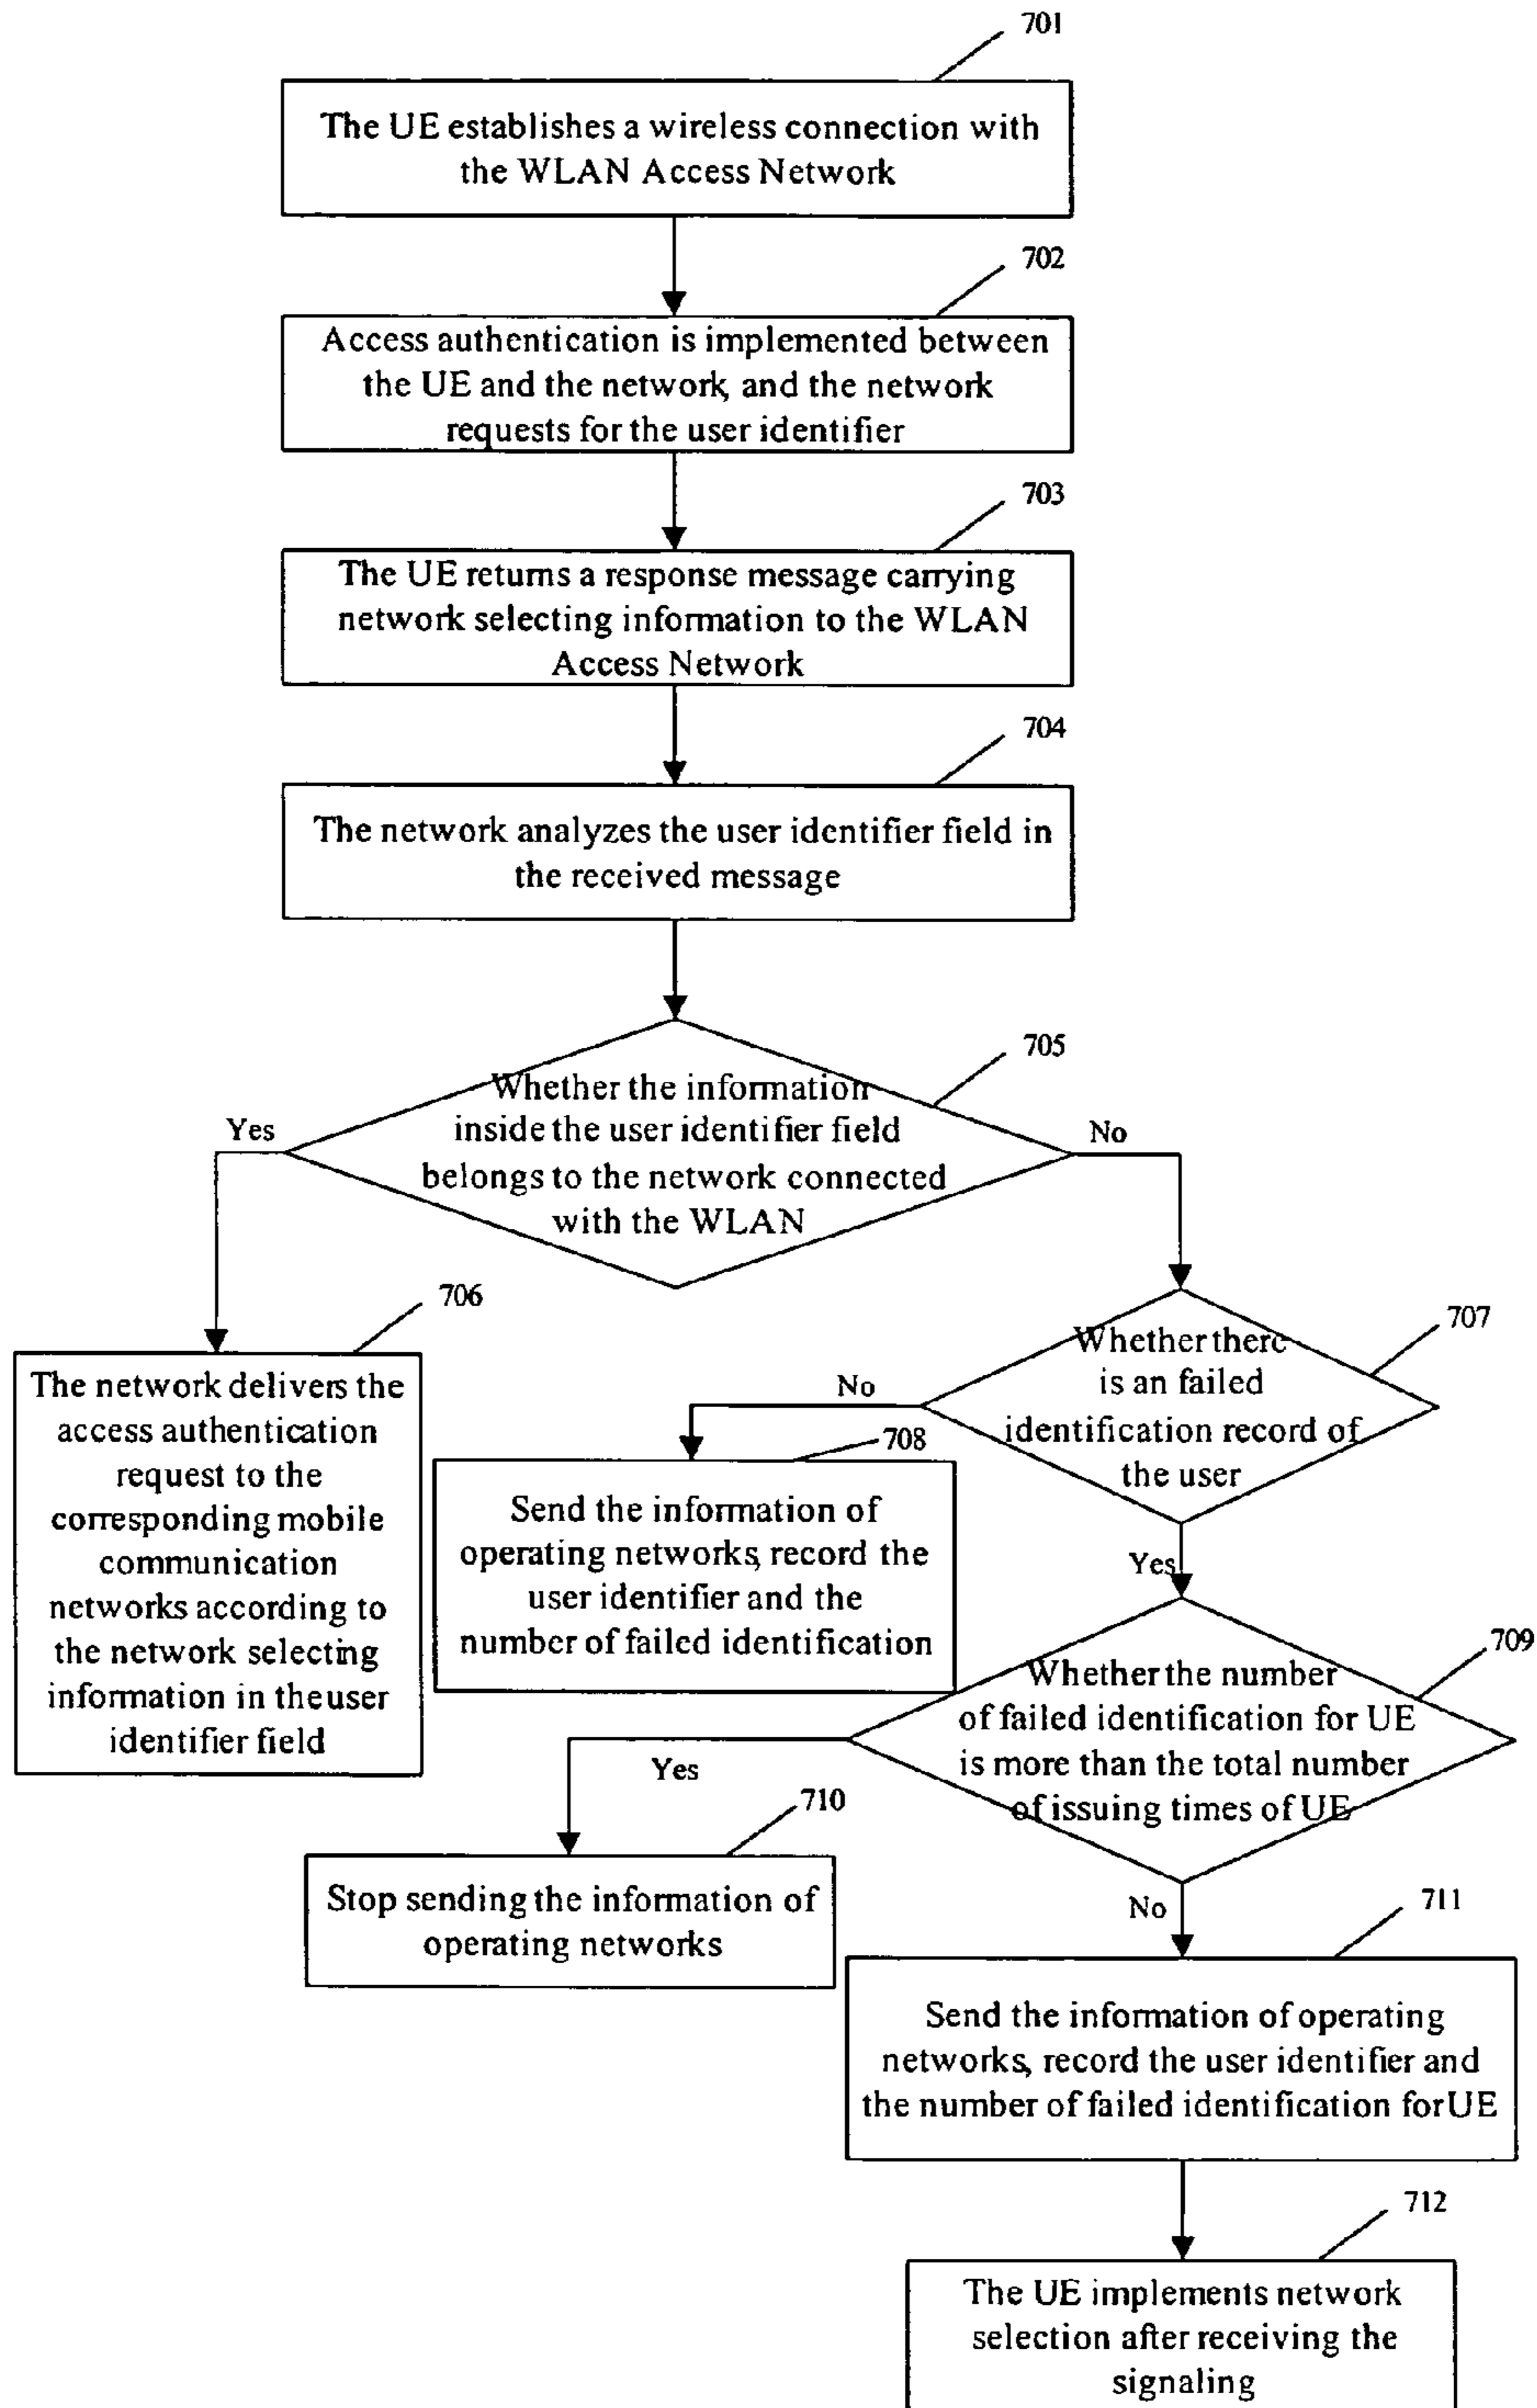 701
The UE establishes a wireless connection with
the WLAN Access Network
702
Access authentication is implemented between
the UE and the network, and the network
requests for the user identifier
703
The UE returns a response message carrying
network selecting information to the WLAN
Access Network
704
The network analyzes the user identifier field in
the received message
705
Whether the information
inside the user identifier field
belongs to the network connected
with the WLAN
Yes
No
706
The network delivers the
access authentication
request to the
corresponding mobile
communication
networks according to
the network selecting
information in the user
identifier field
707
Whether there
is an failed
identification record of
the user
No
708
Send the information of
operating networks, record the
user identifier and the
number of failed identification
Yes
709
Whether the number
of failed identification for UE
is more than the total number
of issuing times of UE
Yes
710
Stop sending the information of
operating networks
No
711
Send the information of operating
networks, record the user identifier and
the number of failed identification for UE
712
The UE implements network
selection after receiving the
signaling